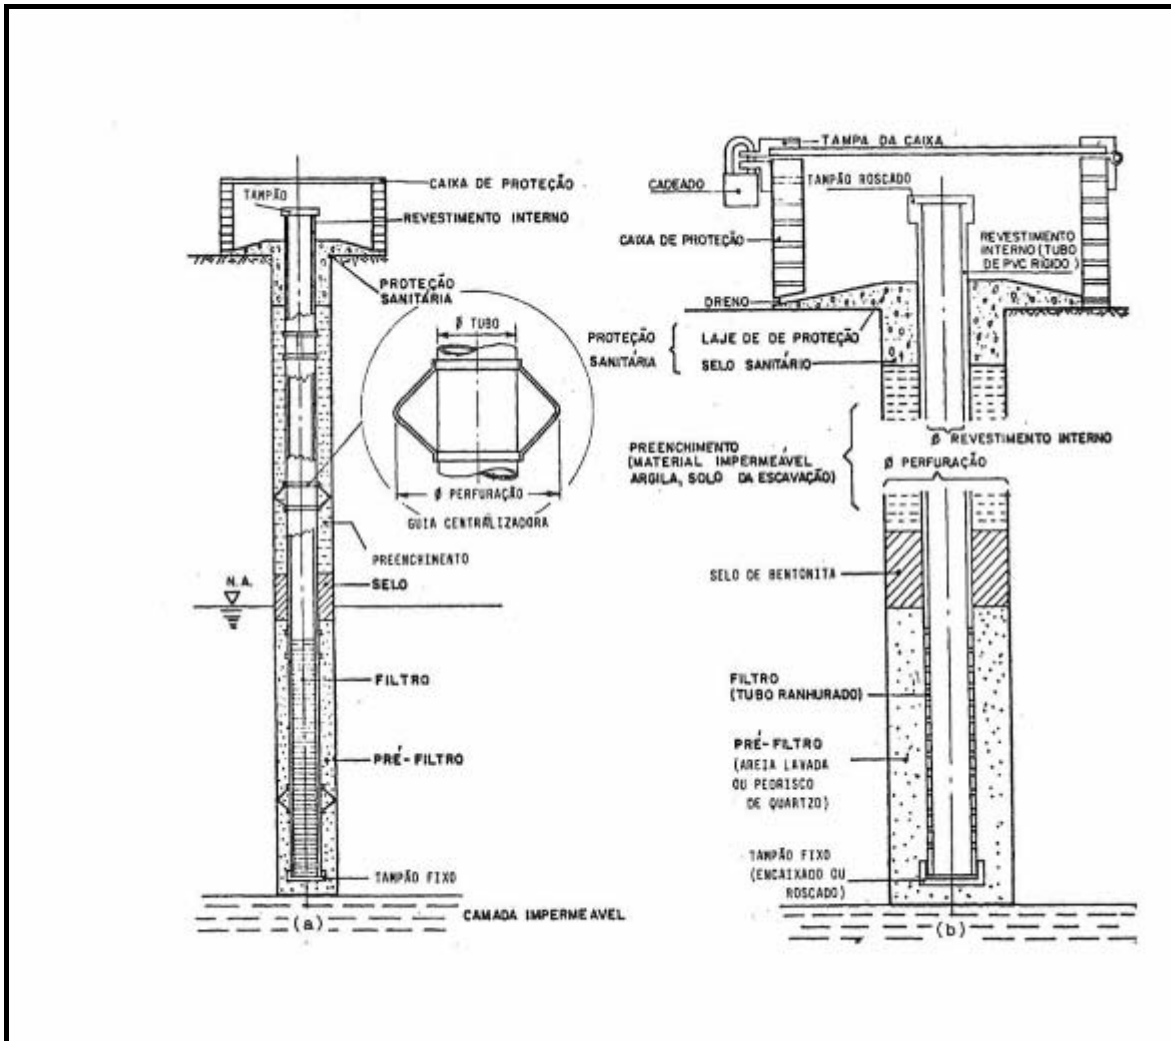 CAIXA DE PROTEÇÃO
TAMPÃO
REVESTIMENTO INTERNO
PROTEÇÃO
SANITÁRIA
Ø TUBO
Ø PERFURAÇÃO
GUIA CENTRALIZADORA
PREENCHIMENTO
SELO
N.A.
FILTRO
PRÉ-FILTRO
TAMPÃO FIXO
CAMADA IMPERMEAVEL
(a)
TAMPA DA CAIXA
CADEADO
TAMPÃO ROSCADO
CAIXA DE PROTEÇÃO
REVESTIMENTO
INTERNO (TUBO
DE PVC RÍGIDO)
DRENO
PROTEÇÃO
SANITÁRIA
LAJE DE DE PROTEÇÃO
SELO SANITÁRIO
Ø REVESTIMENTO INTERNO
PREENCHIMENTO
(MATERIAL IMPERMEÁVEL
ARGILA, SOLO DA ESCAVAÇÃO)
Ø PERFURAÇÃO
SELO DE BENTONITA
FILTRO
(TUBO RANHURADO)
PRÉ-FILTRO
(AREIA LAVADA
OU PEDRISCO
DE QUARTZO)
TAMPÃO FIXO
(ENCAIXADO OU
ROSCADO)
(b)